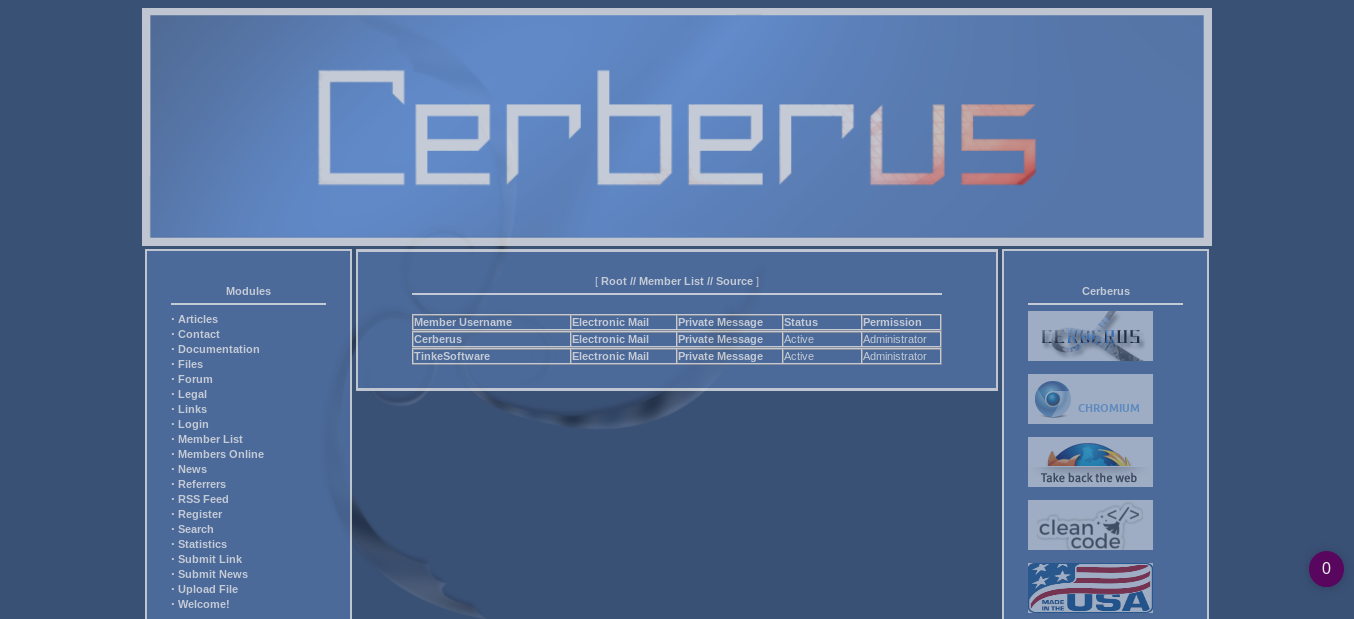 Cerberus
Modules
· Articles
· Contact
· Documentation
· Files
· Forum
· Legal
· Links
· Login
· Member List
· Members Online
· News
· Referrers
· RSS Feed
· Register
· Search
· Statistics
· Submit Link
· Submit News
· Upload File
· Welcome!
[ Root // Member List // Source ]
Member Username Electronic Mail Private Message Status Permission
Cerberus Electronic Mail Private Message Active Administrator
TinkeSoftware Electronic Mail Private Message Active Administrator
Cerberus
CERBERUS
CHROMIUM
Take back the web
</>
clean
code
MADE
IN THE
USA
0